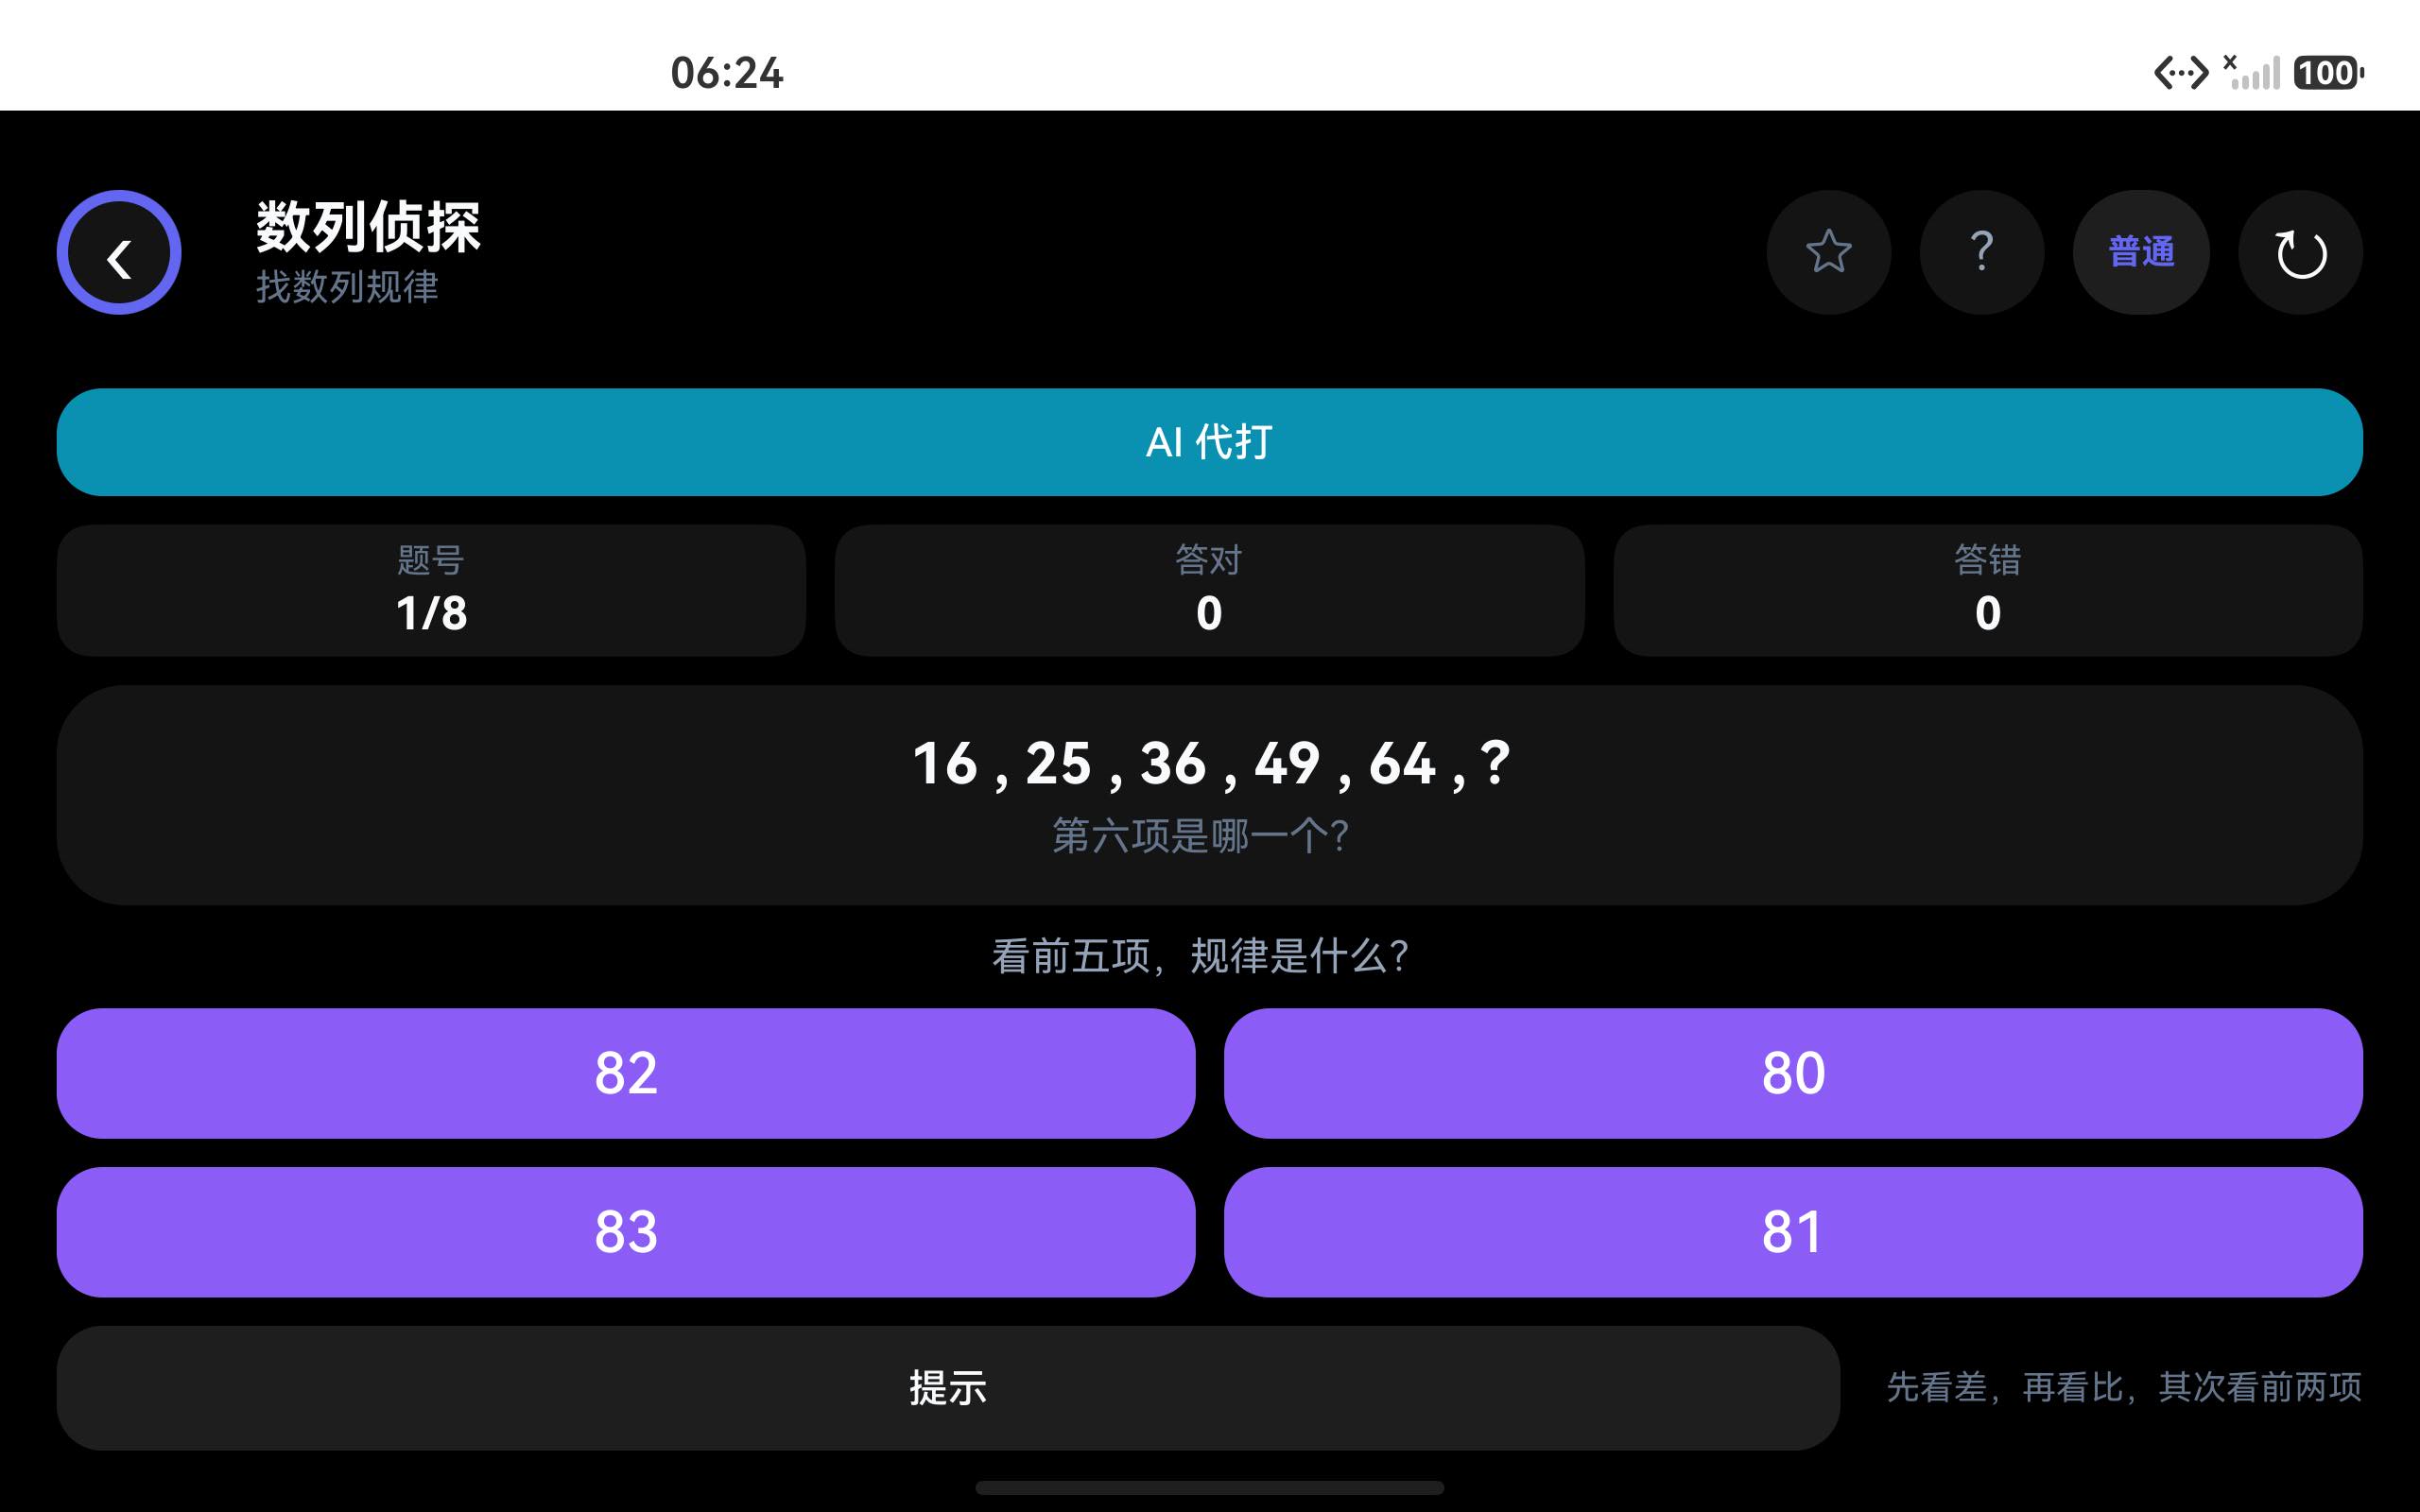 06:24
100
数列侦探
找数列规律
?
普通
AI 代打
题号
1/8
答对
0
答错
0
16 , 25 , 36 , 49 , 64 , ?
第六项是哪一个?
看前五项，规律是什么?
82
80
83
81
提示
先看差，再看比，其次看前两项